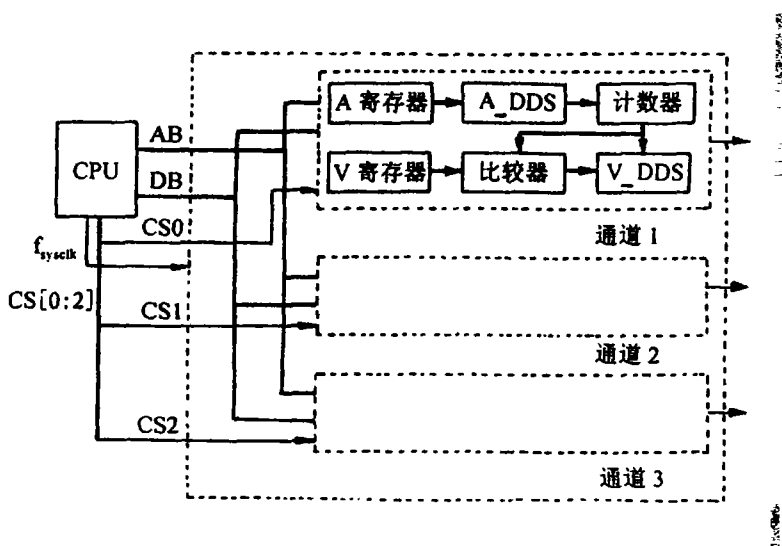 A 寄存器
A_DDS
计数器
AB
CPU
DB
V 寄存器
比较器
V_DDS
CS0
通道 1
fsysclk
CS[0:2]
CS1
通道 2
CS2
通道 3